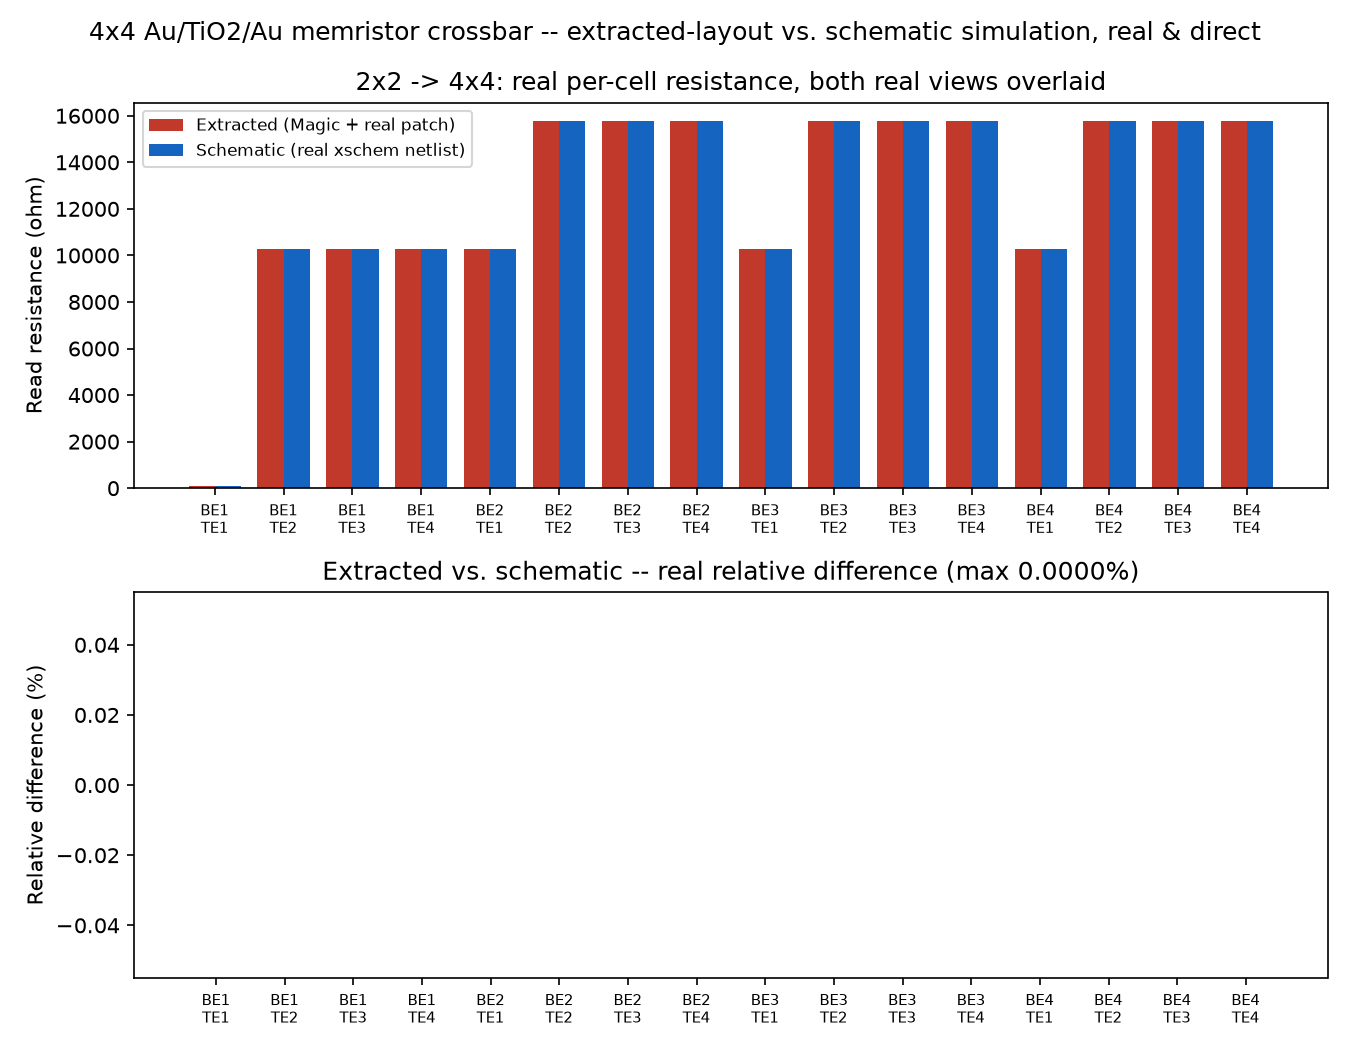 4x4 Au/TiO2/Au memristor crossbar -- extracted-layout vs. schematic simulation, real & direct
2x2 -> 4x4: real per-cell resistance, both real views overlaid
Read resistance (ohm)
16000
14000
12000
10000
8000
6000
4000
2000
0
Extracted (Magic + real patch)
Schematic (real xschem netlist)
BE1 BE1 BE1 BE1 BE2 BE2 BE2 BE2 BE3 BE3 BE3 BE3 BE4 BE4 BE4 BE4
TE1 TE2 TE3 TE4 TE1 TE2 TE3 TE4 TE1 TE2 TE3 TE4 TE1 TE2 TE3 TE4
Extracted vs. schematic -- real relative difference (max 0.0000%)
Relative difference (%)
0.04
0.02
0.00
−0.02
−0.04
BE1 BE1 BE1 BE1 BE2 BE2 BE2 BE2 BE3 BE3 BE3 BE3 BE4 BE4 BE4 BE4
TE1 TE2 TE3 TE4 TE1 TE2 TE3 TE4 TE1 TE2 TE3 TE4 TE1 TE2 TE3 TE4